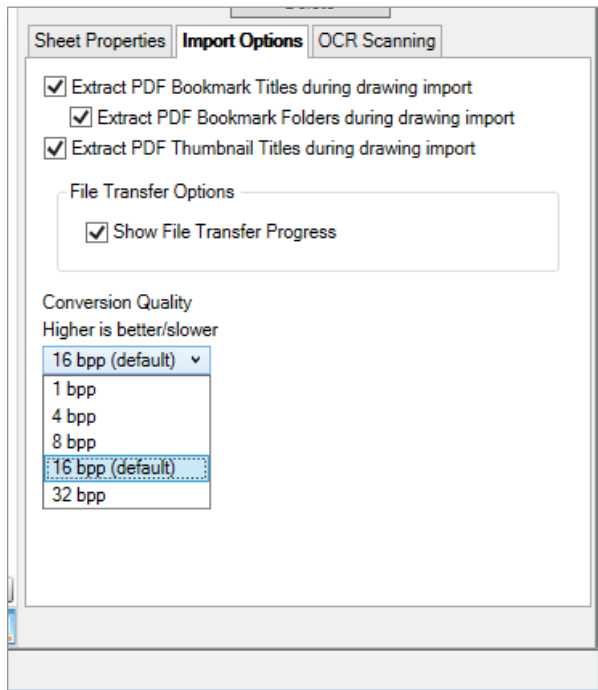 Sheet Properties Import Options OCR Scanning
Extract PDF Bookmark Titles during drawing import
Extract PDF Bookmark Folders during drawing import
Extract PDF Thumbnail Titles during drawing import
File Transfer Options
Show File Transfer Progress
Conversion Quality
Higher is better/slower
16 bpp (default)
1 bpp
4 bpp
8 bpp
16 bpp (default)
32 bpp